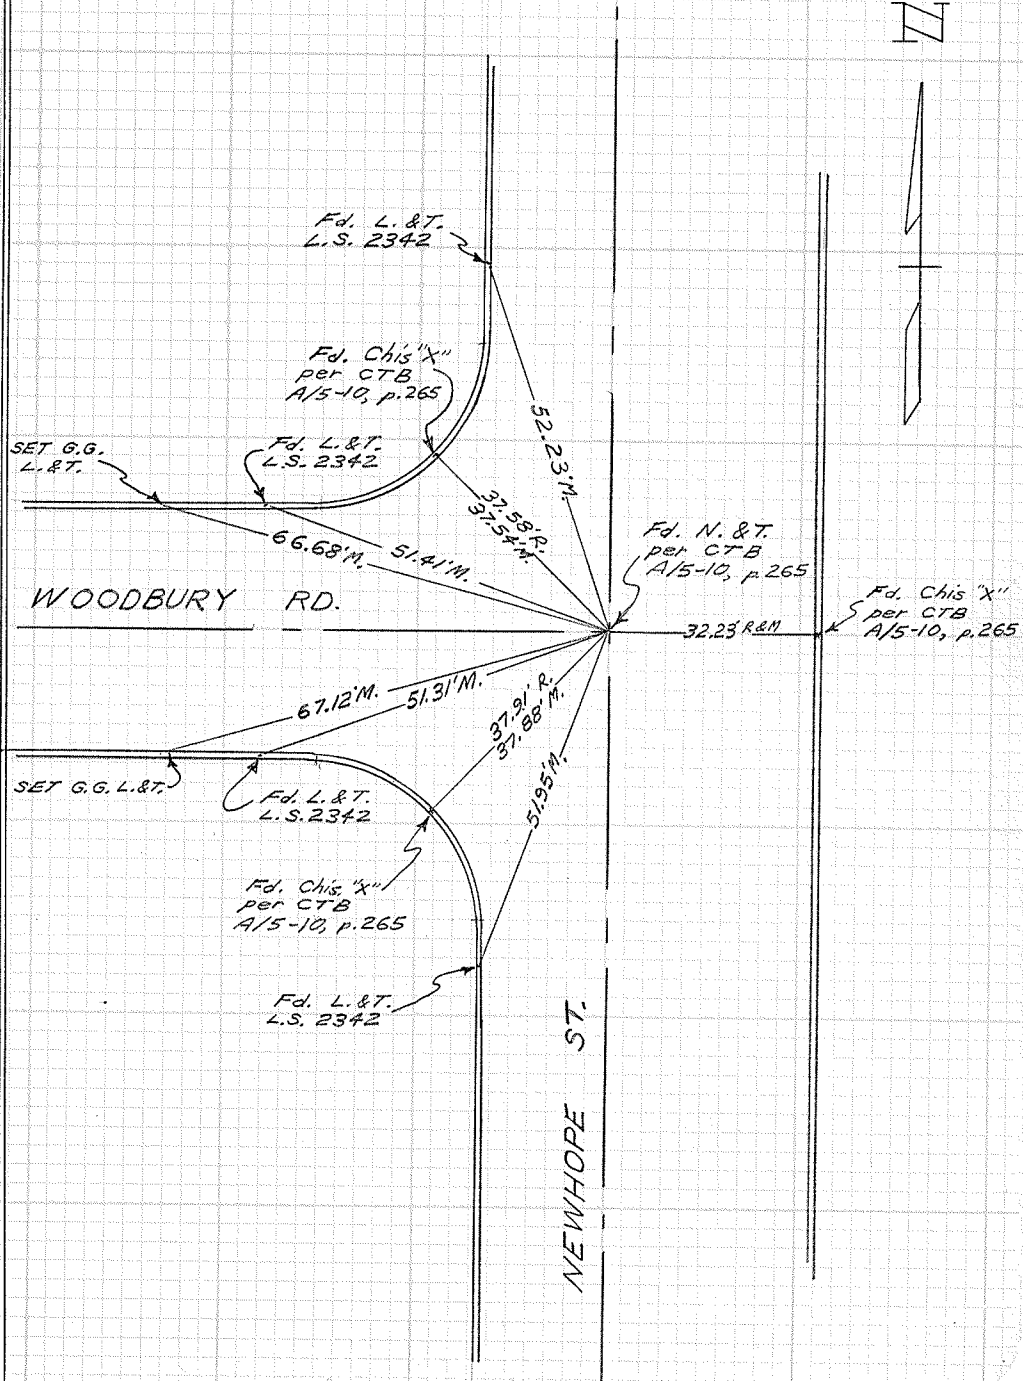 N
Fd. L. & T.
L.S. 2342
Fd. Chis "X"
per CTB
A/5-10, p.265
SET G.G.
L. & T.
Fd. L. & T.
L.S. 2342
52.23'M.
37.58' R.
37.54' M.
66.68' M.
51.41' M.
Fd. N. & T.
per CTB
A/5-10, p.265
WOODBURY RD.
32.23' R & M
Fd. Chis "X"
per CTB
A/5-10, p.265
67.12' M.
51.31' M.
37.91' R.
37.88' M.
51.95' M.
SET G.G. L. & T.
Fd. L. & T.
L.S. 2342
Fd. Chis. "X"
per CTB
A/5-10, p.265
Fd. L. & T.
L.S. 2342
NEWHOPE ST.